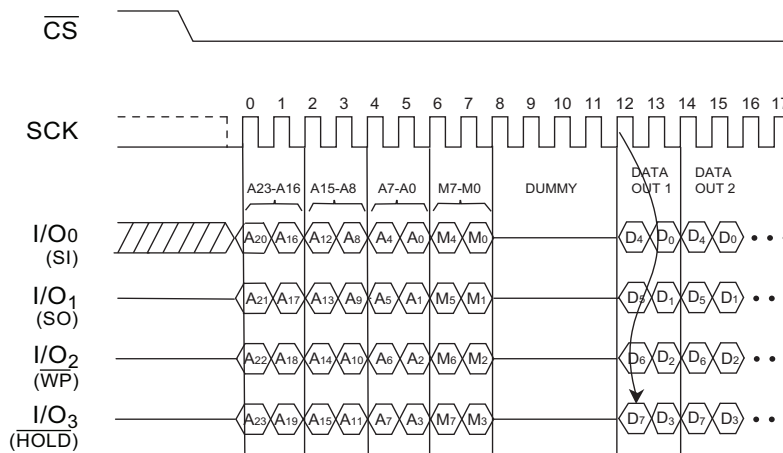 CS
0 1 2 3 4 5 6 7 8 9 10 11 12 13 14 15 16 17
SCK
A23-A16 A15-A8 A7-A0 M7-M0 DUMMY DATA OUT 1 DATA OUT 2
I/O0 A20 A16 A12 A8 A4 A0 M4 M0 D4 D0 D4 D0
(SI)
I/O1 A21 A17 A13 A9 A5 A1 M5 M1 D5 D1 D5 D1
(SO)
I/O2 A22 A18 A14 A10 A6 A2 M6 M2 D6 D2 D6 D2
(WP)
I/O3 A23 A19 A15 A11 A7 A3 M7 M3 D7 D3 D7 D3
(HOLD)